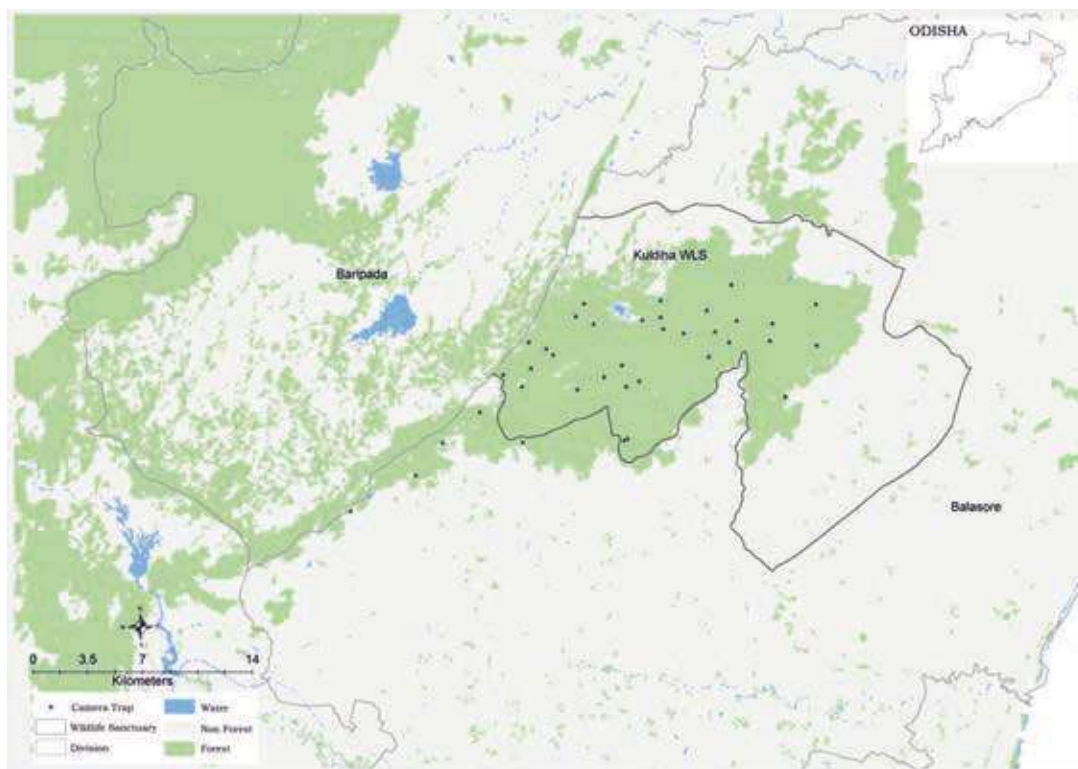 ODISHA
Kuldiha WLS
Baripada
Balasore
0 3.5 7 14
Kilometers
Camera Trap
Water
Wildlife Sanctuary
Non Forest
Division
Forest